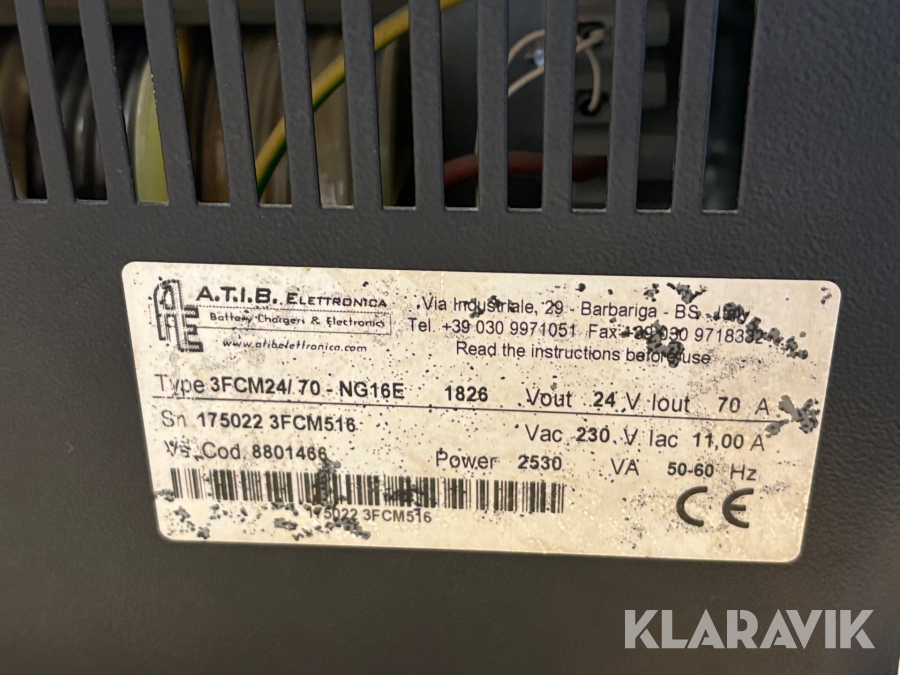 A.T.I.B. ELETTRONICA
Battery Chargers & Electronics
www.atibelettronica.com
Via Industriale, 29 - Barbariga - BS - Italy
Tel. +39 030 9971051 Fax +39 030 9718332
Read the instructions before use
Type 3FCM24/ 70 - NG16E 1826 Vout 24 V Iout 70 A
Sn 175022 3FCM516 Vac 230 V Iac 11,00 A
Vs. Cod. 8801466 Power 2530 VA 50-60 Hz
175022 3FCM516
CE
KLARAVIK